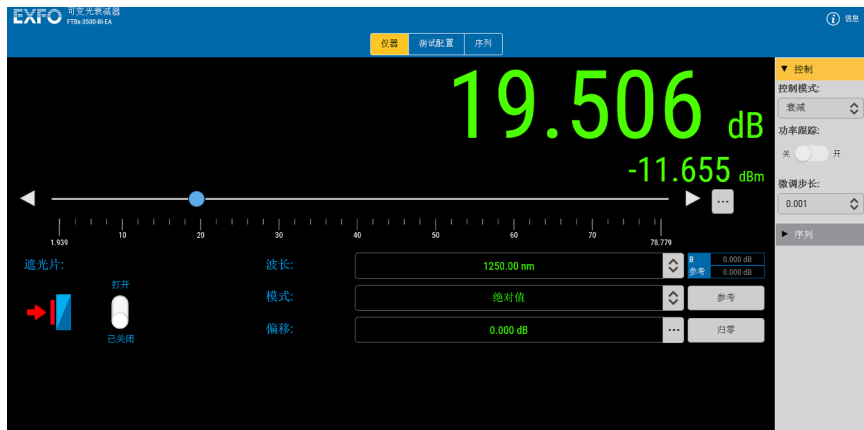 EXFO 可变光衰减器
FTBx-3500-BI-EA
信息
仪器 测试配置 序列
19.506 dB
-11.655 dBm
...
1.939 10 20 30 40 50 60 70 78.779
遮光片:
打开
已关闭
波长: 1250.00 nm
B 0.000 dB
参考 0.000 dB
模式: 绝对值
参考
偏移: 0.000 dB ...
归零
控制
控制模式:
衰减
功率跟踪:
关 开
微调步长:
0.001
序列